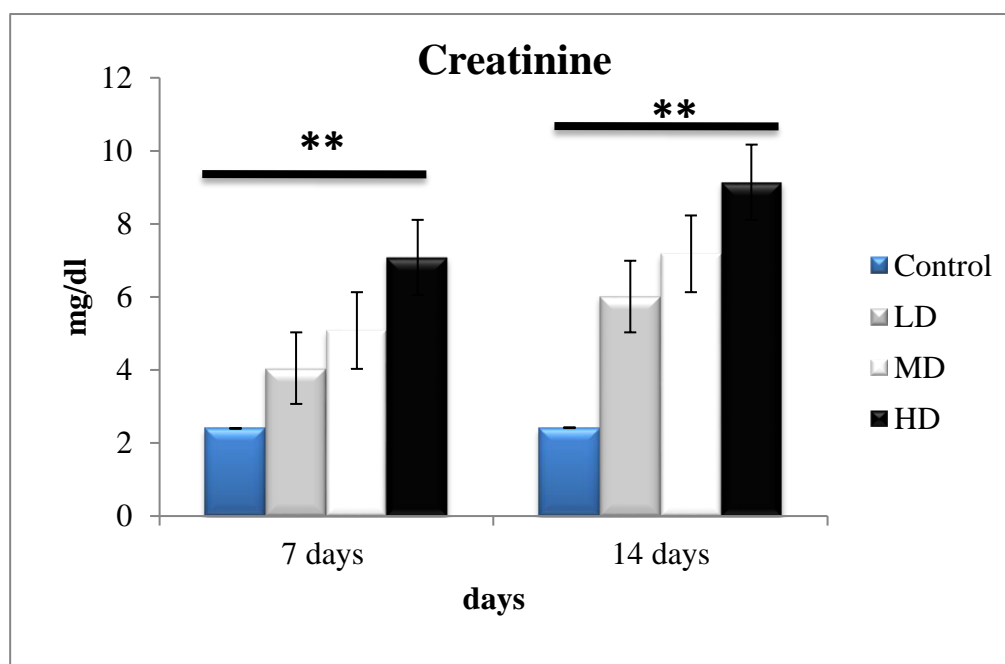 Creatinine
12
10
8
6
4
2
0
mg/dl
**
**
7 days
14 days
days
Control
LD
MD
HD